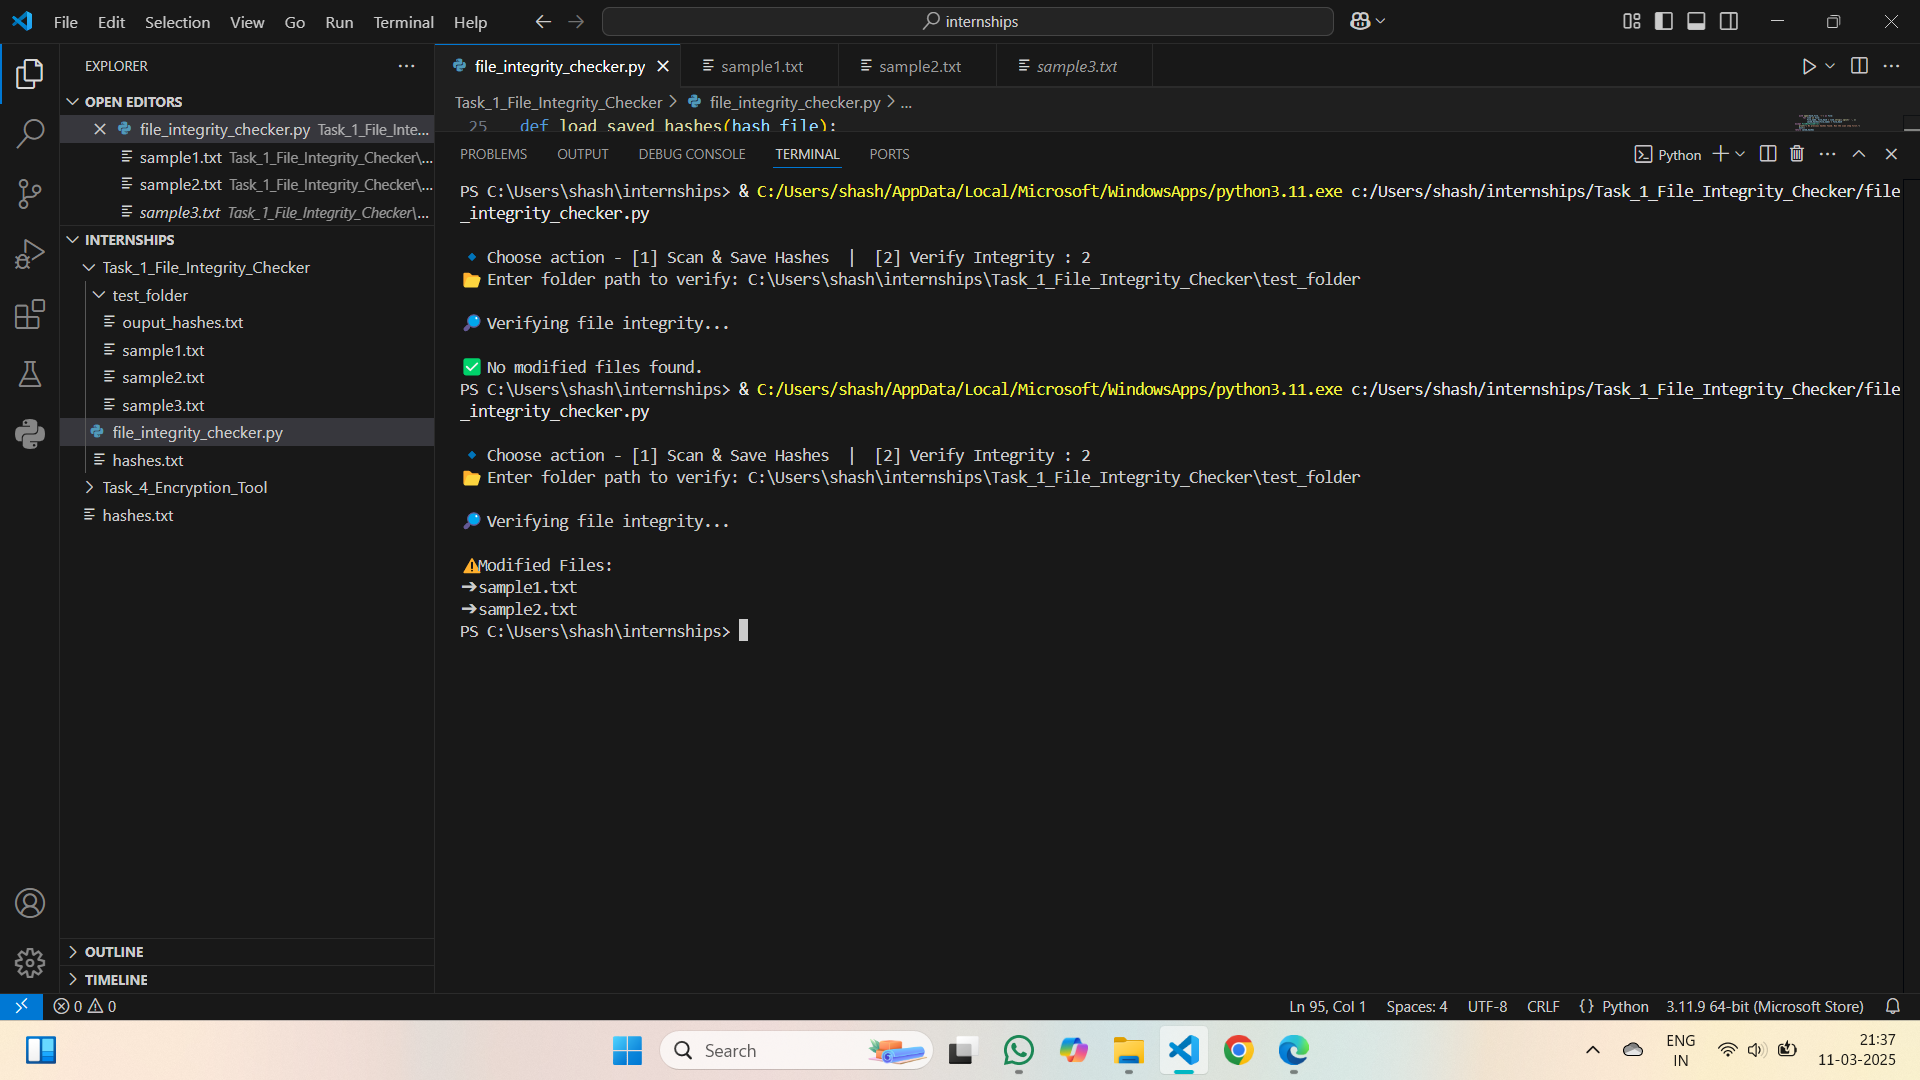 File Edit Selection View Go Run Terminal Help
internships
EXPLORER
OPEN EDITORS
file_integrity_checker.py Task_1_File_Inte...
sample1.txt Task_1_File_Integrity_Checker\...
sample2.txt Task_1_File_Integrity_Checker\...
sample3.txt Task_1_File_Integrity_Checker\...
INTERNSHIPS
Task_1_File_Integrity_Checker
test_folder
ouput_hashes.txt
sample1.txt
sample2.txt
sample3.txt
file_integrity_checker.py
hashes.txt
Task_4_Encryption_Tool
hashes.txt
OUTLINE
TIMELINE
file_integrity_checker.py
sample1.txt
sample2.txt
sample3.txt
Task_1_File_Integrity_Checker > file_integrity_checker.py > ...
25 def load_saved_hashes(hash_file):
PROBLEMS OUTPUT DEBUG CONSOLE TERMINAL PORTS
Python
PS C:\Users\shash\internships> & C:/Users/shash/AppData/Local/Microsoft/WindowsApps/python3.11.exe c:/Users/shash/internships/Task_1_File_Integrity_Checker/file
_integrity_checker.py
🔹 Choose action - [1] Scan & Save Hashes | [2] Verify Integrity : 2
📂 Enter folder path to verify: C:\Users\shash\internships\Task_1_File_Integrity_Checker\test_folder
🔎 Verifying file integrity...
✅ No modified files found.
PS C:\Users\shash\internships> & C:/Users/shash/AppData/Local/Microsoft/WindowsApps/python3.11.exe c:/Users/shash/internships/Task_1_File_Integrity_Checker/file
_integrity_checker.py
🔹 Choose action - [1] Scan & Save Hashes | [2] Verify Integrity : 2
📂 Enter folder path to verify: C:\Users\shash\internships\Task_1_File_Integrity_Checker\test_folder
🔎 Verifying file integrity...
⚠️Modified Files:
➔sample1.txt
➔sample2.txt
PS C:\Users\shash\internships>
0 0
Ln 95, Col 1 Spaces: 4 UTF-8 CRLF {} Python 3.11.9 64-bit (Microsoft Store)
Search
ENG
IN
21:37
11-03-2025